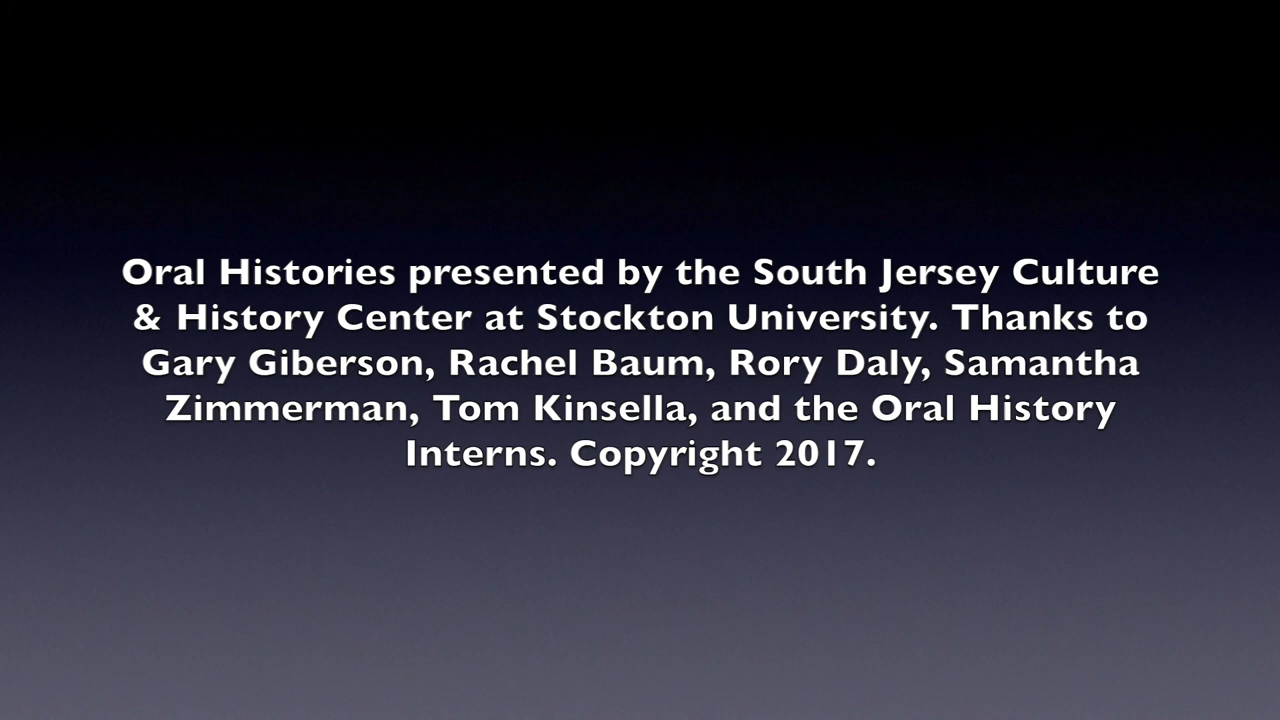 Oral Histories presented by the South Jersey Culture
& History Center at Stockton University. Thanks to
Gary Giberson, Rachel Baum, Rory Daly, Samantha
Zimmerman, Tom Kinsella, and the Oral History
Interns. Copyright 2017.